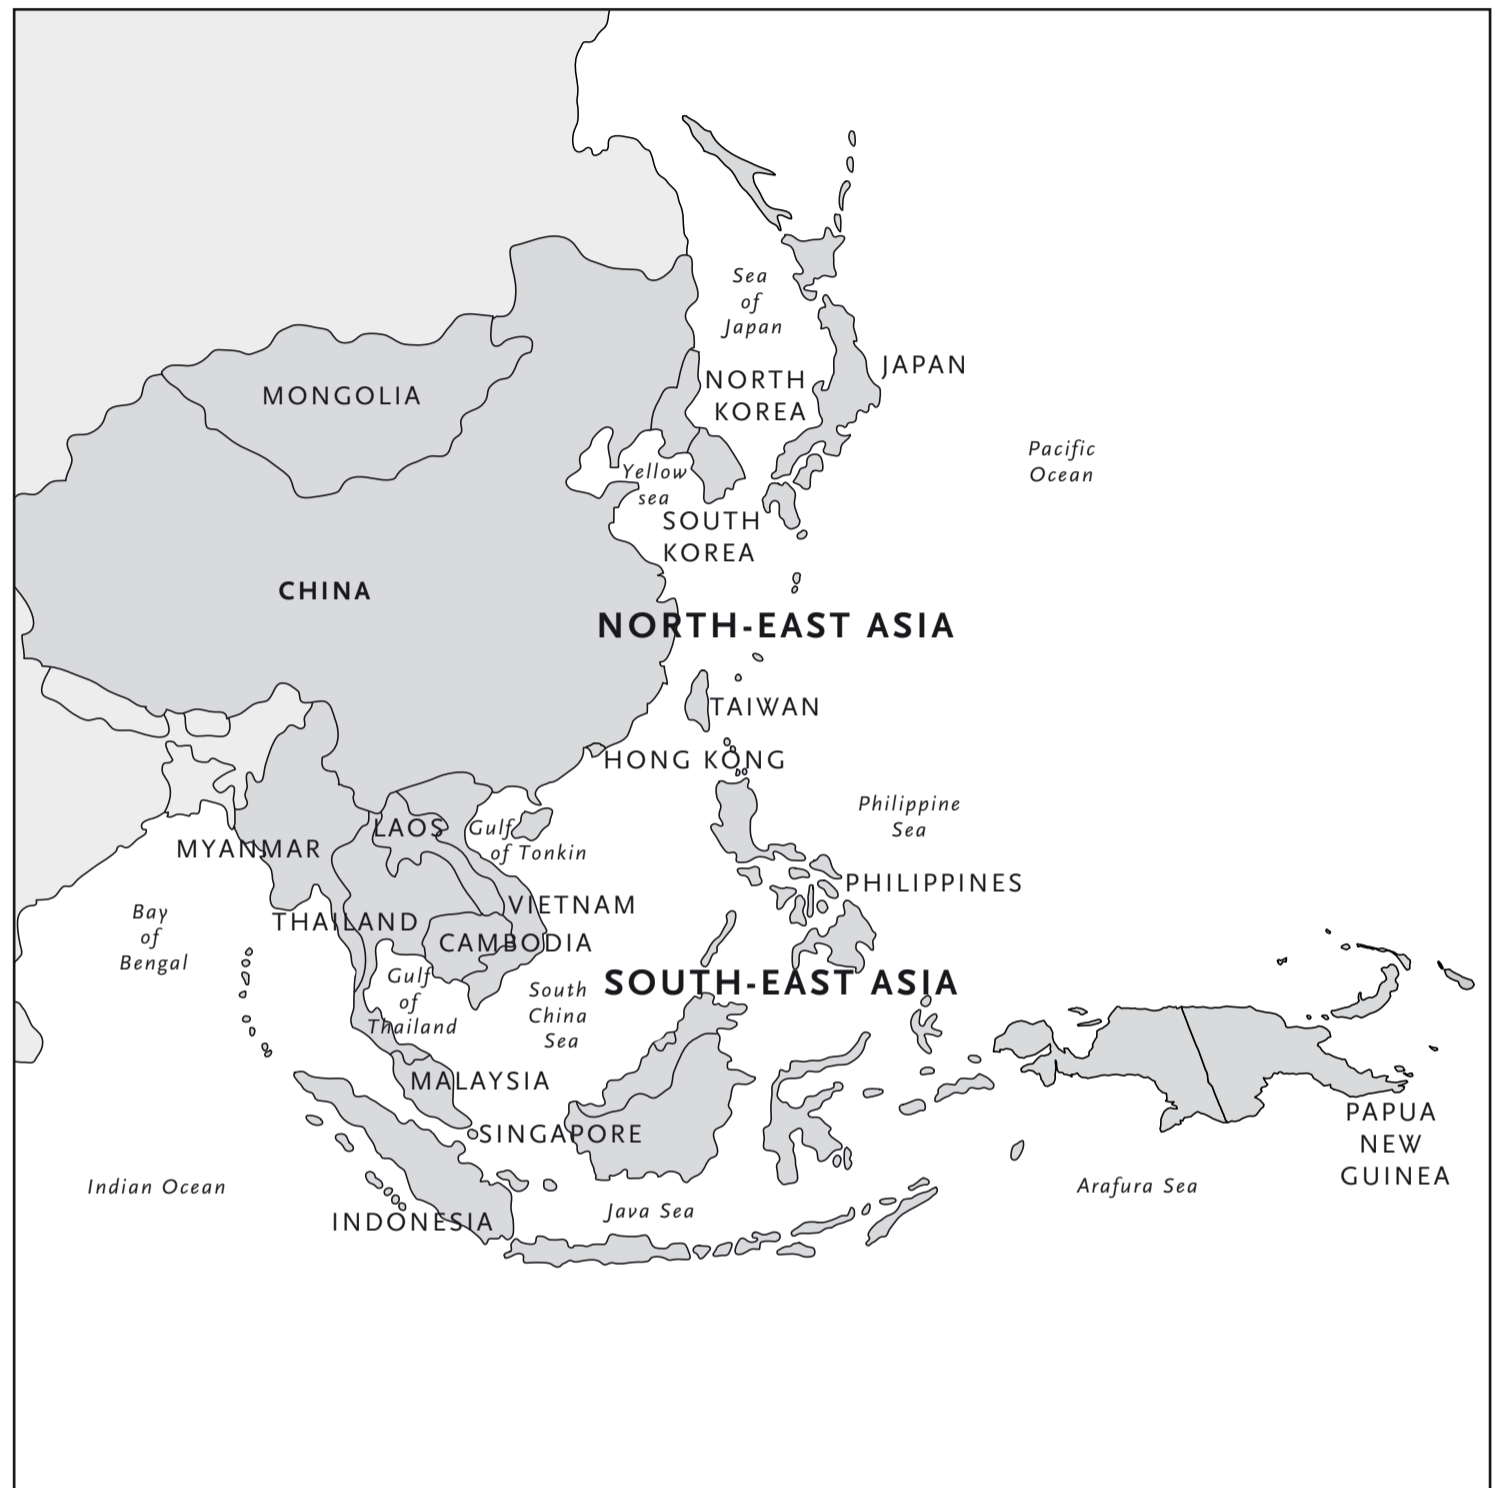 Sea
of
Japan
JAPAN
MONGOLIA
NORTH
KOREA
Pacific
Ocean
Yellow
sea
SOUTH
KOREA
CHINA
NORTH-EAST ASIA
TAIWAN
HONG KONG
Philippine
Sea
LAOS
Gulf
of Tonkin
MYANMAR
PHILIPPINES
VIETNAM
Bay
of
Bengal
THAILAND
CAMBODIA
Gulf
of
Thailand
South
China
Sea
SOUTH-EAST ASIA
MALAYSIA
SINGAPORE
PAPUA
NEW
GUINEA
Indian Ocean
Arafura Sea
Java Sea
INDONESIA